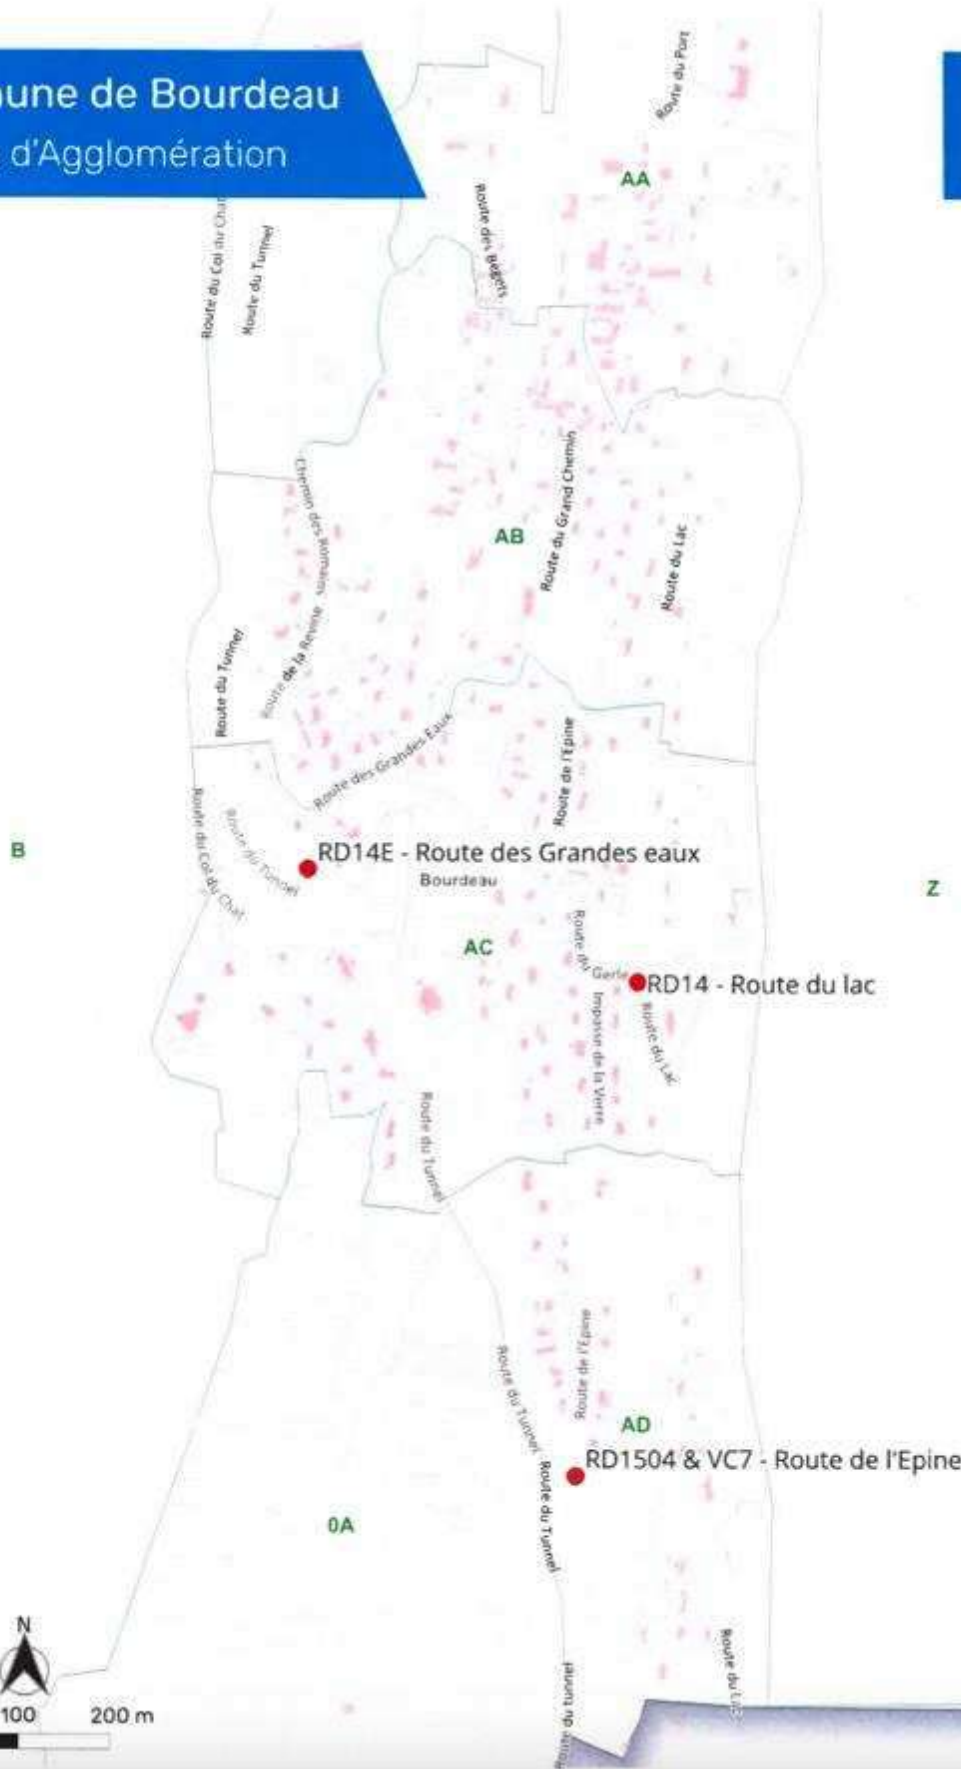 une de Bourdeau
d'Agglomération
Route du Port
AA
Route des Bégets
Route du Col du Chat
Route du Tunnel
Chemin des
Route du Grand Chemin
AB
Route du Lac
Route de la Revine
Route du Tunnel
Route des Grandes Eaux
Route de l'Epine
Route du Col du Chat
Route du Tunnel
B
RD14E - Route des Grandes eaux
Bourdeau
Z
AC
Route du Gerle
RD14 - Route du lac
Impasse de la Verre
Route du Lac
Route du Tunnel
Route du Tunnel
Route de l'Epine
AD
RD1504 & VC7 - Route de l'Epine
Route du Tunnel
0A
N
100 200 m
Route du tunnel
Route du Lac